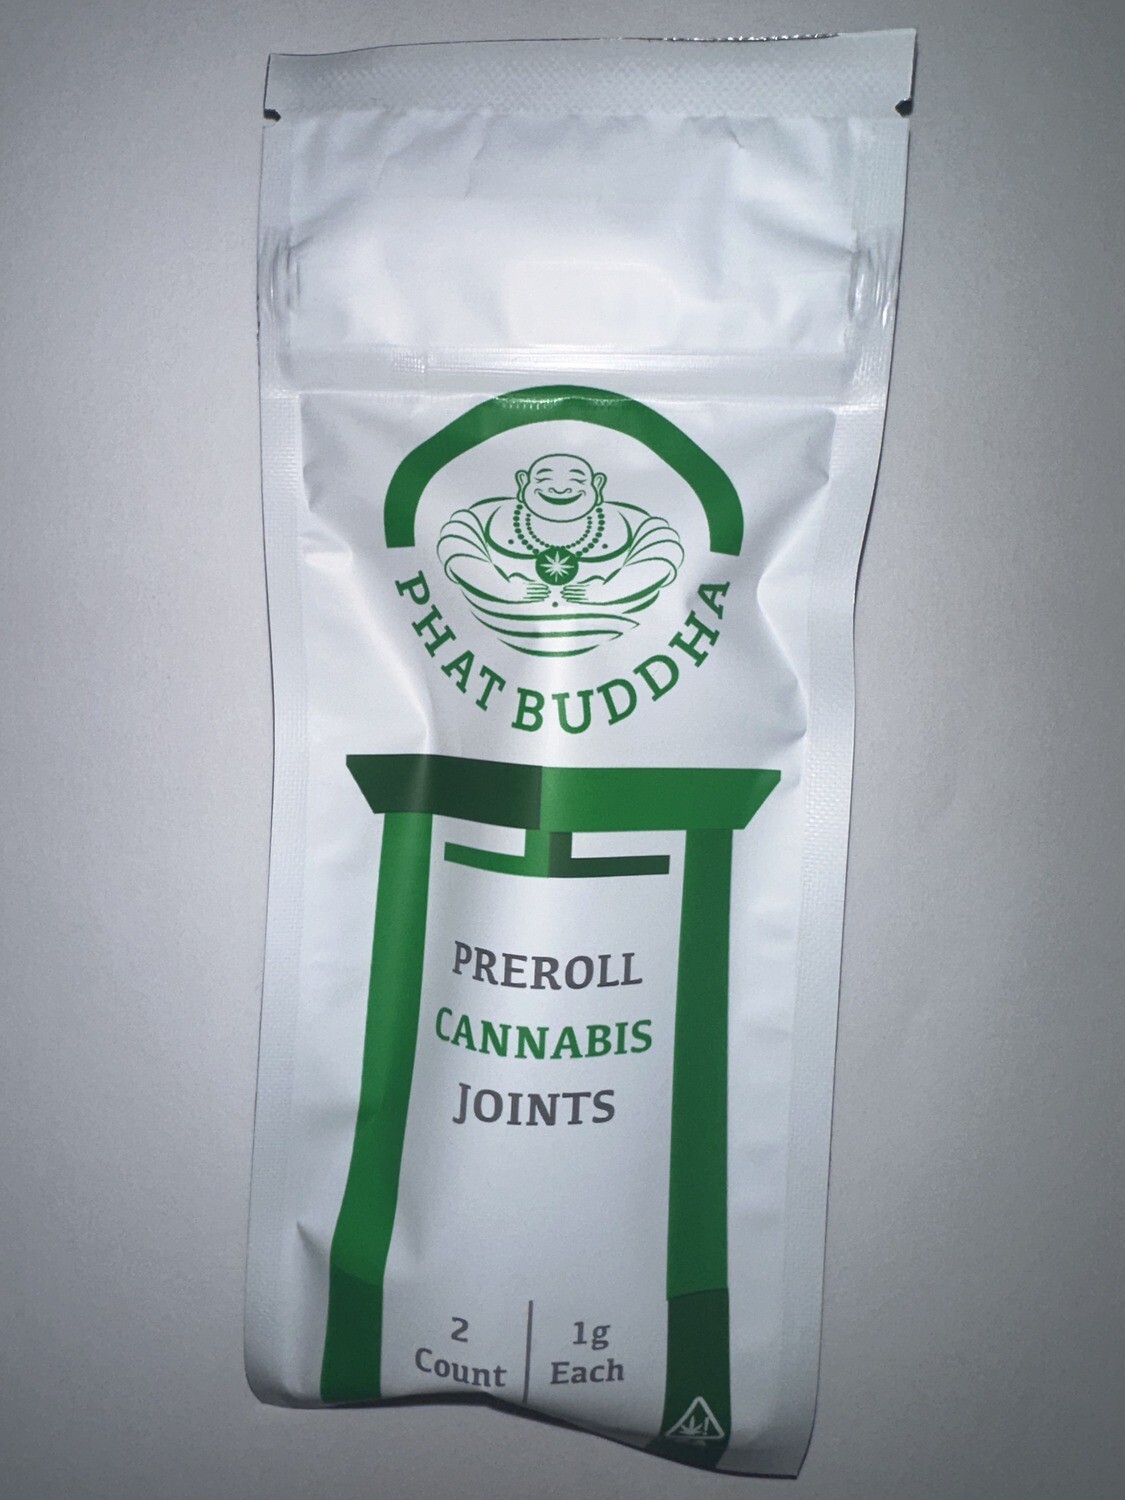 PHAT BUDDHA
PREROLL
CANNABIS
JOINTS
2
Count
1g
Each
!